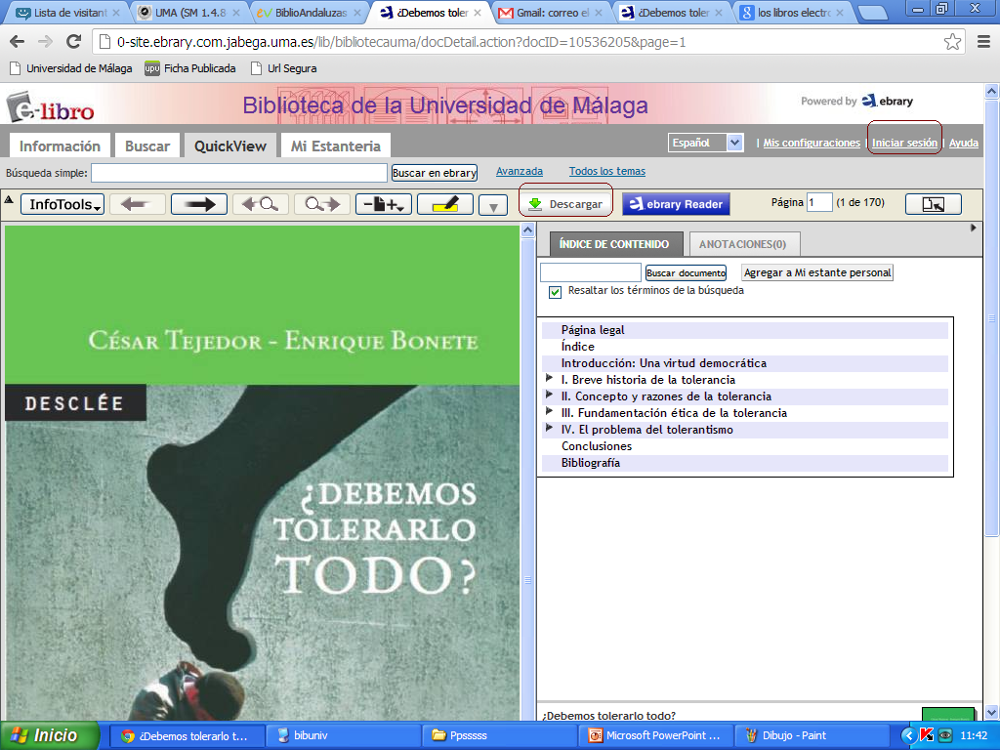 Lista de visitant
UMA (SM 1.4.8
BiblioAndaluzas
¿Debemos toler
Gmail: correo el
¿Debemos toler
los libros electro
0-site.ebrary.com.jabega.uma.es/lib/bibliotecauma/docDetail.action?docID=10536205&page=1
Universidad de Málaga
upv Ficha Publicada
Url Segura
e-libro
Biblioteca de la Universidad de Málaga
Powered by ebrary
Información
Buscar
QuickView
Mi Estanteria
Español
| Mis configuraciones | Iniciar sesión | Ayuda
Búsqueda simple:
Buscar en ebrary
Avanzada
Todos los temas
InfoTools
Descargar
ebrary Reader
Página 1 (1 de 170)
CÉSAR TEJEDOR - ENRIQUE BONETE
DESCLÉE
¿DEBEMOS
TOLERARLO
TODO?
ÍNDICE DE CONTENIDO
ANOTACIONES(0)
Buscar documento
Agregar a Mi estante personal
Resaltar los términos de la búsqueda
Página legal
Índice
Introducción: Una virtud democrática
I. Breve historia de la tolerancia
II. Concepto y razones de la tolerancia
III. Fundamentación ética de la tolerancia
IV. El problema del tolerantismo
Conclusiones
Bibliografía
¿Debemos tolerarlo todo?
Inicio
¿Debemos tolerarlo t...
bibuniv
Ppsssss
Microsoft PowerPoint ...
Dibujo - Paint
11:42